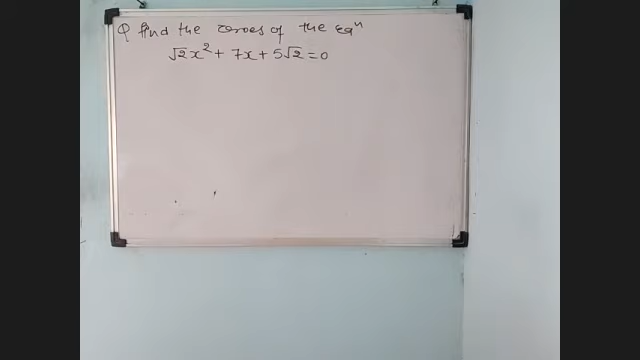 Q find the zeroes of the eqⁿ
√2x² + 7x + 5√2 = 0